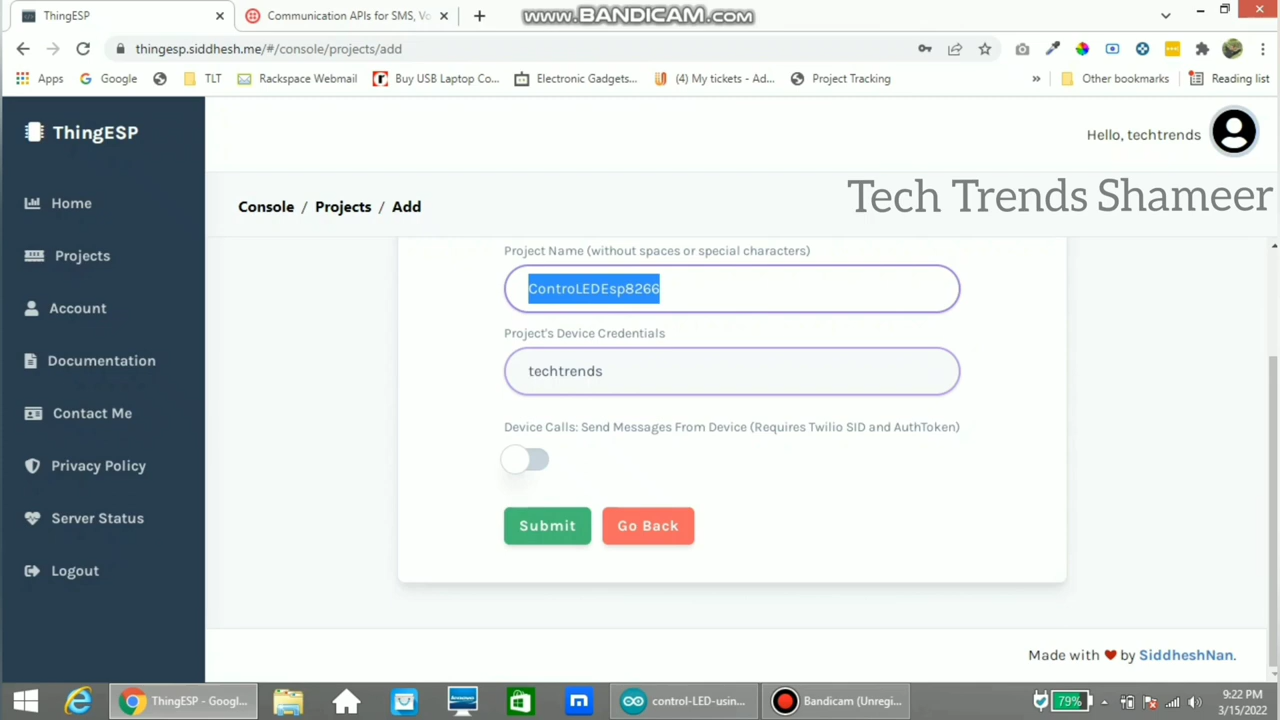 ThingESP
Communication APIs for SMS, Vo
www.BANDICAM.com
thingesp.siddhesh.me/#/console/projects/add
Apps
Google
TLT
Rackspace Webmail
Buy USB Laptop Co...
Electronic Gadgets...
(4) My tickets - Ad...
Project Tracking
»
Other bookmarks
Reading list
ThingESP
Hello, techtrends
Tech Trends Shameer
Console / Projects / Add
Home
Projects
Account
Documentation
Contact Me
Privacy Policy
Server Status
Logout
Project Name (without spaces or special characters)
ControLEDEsp8266
Project's Device Credentials
techtrends
Device Calls: Send Messages From Device (Requires Twilio SID and AuthToken)
Submit
Go Back
Made with ❤ by SiddheshNan.
ThingESP - Googl...
control-LED-usin...
Bandicam (Unregi...
79%
9:22 PM
3/15/2022